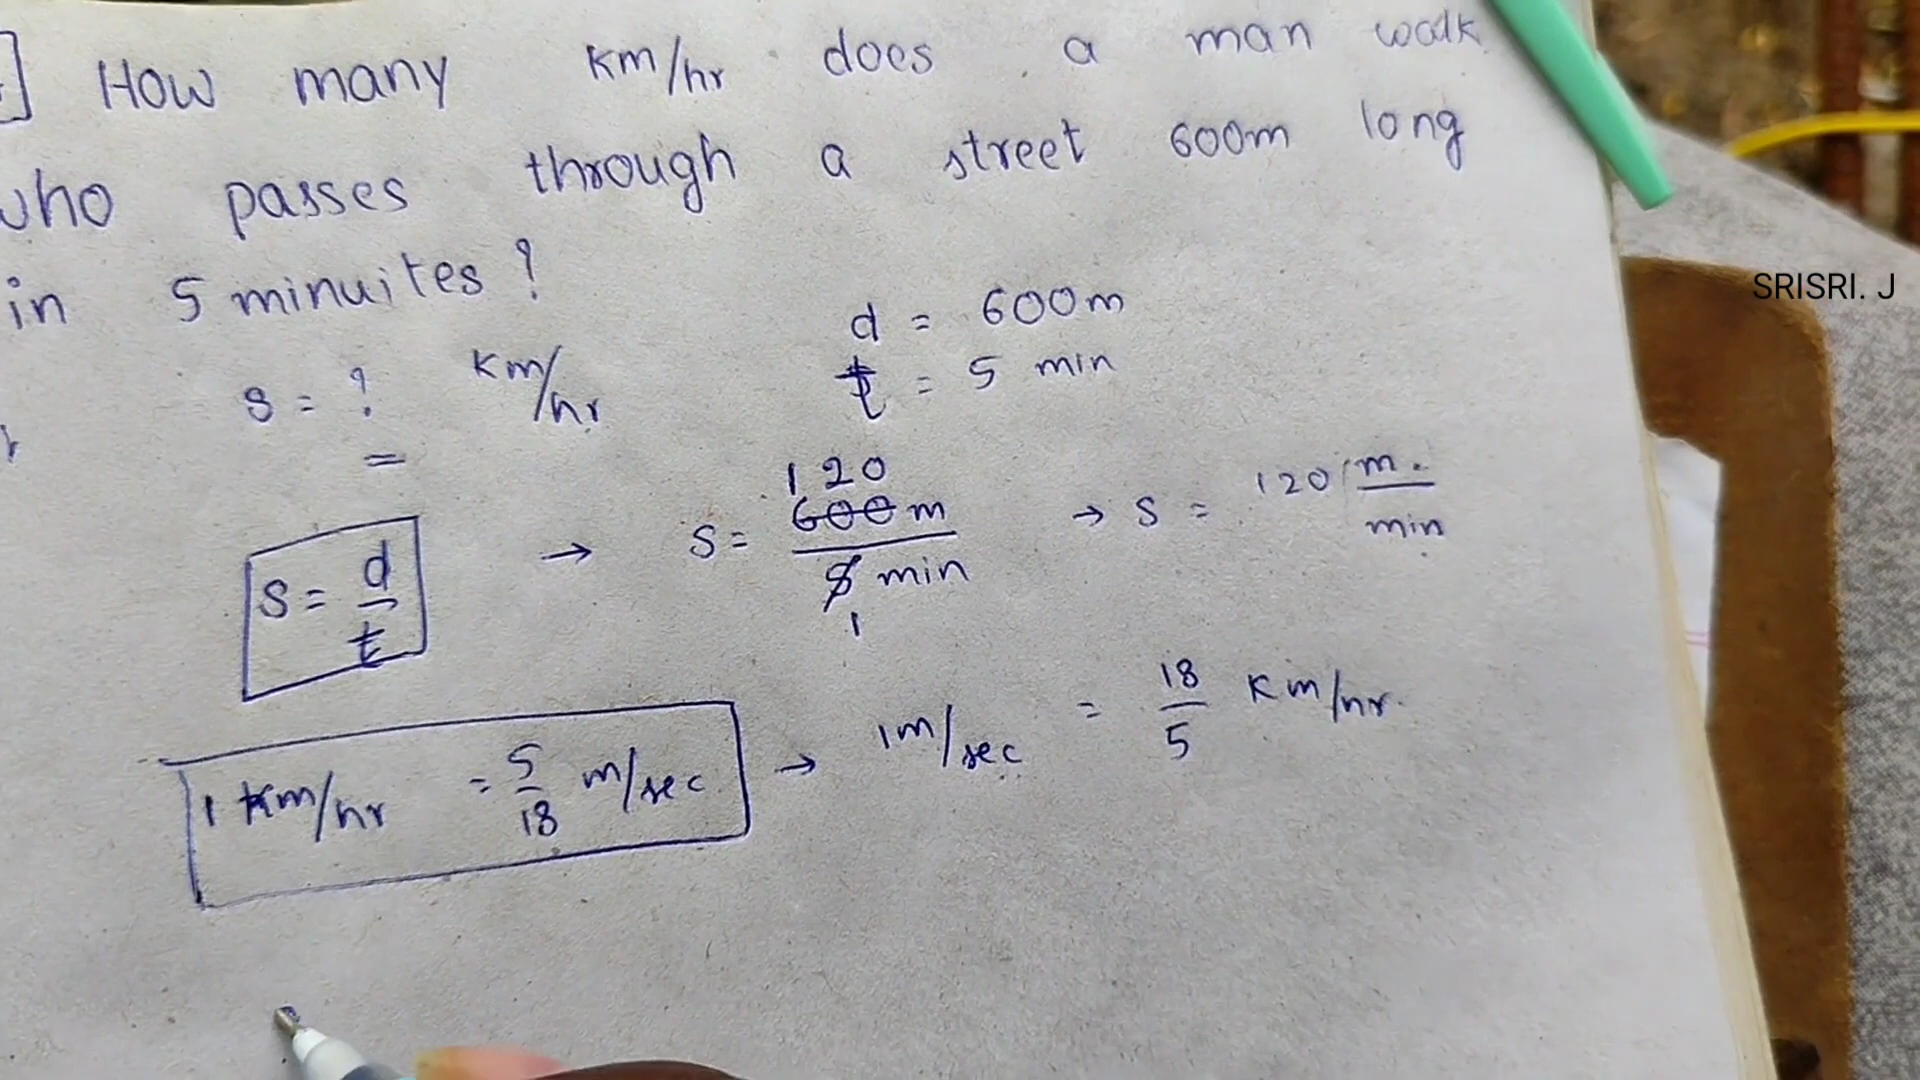 ] How many km/hr does a man walk
who passes through a street 600m long
in 5 minuites ?
d = 600m
s = ? km/hr
t = 5 min
=
s = d/t → s = 120 600 m / 5 min 1 → s = 120 m. / min
1 km/hr = 5/18 m/sec → 1m/sec = 18/5 Km/hr.
SRISRI. J